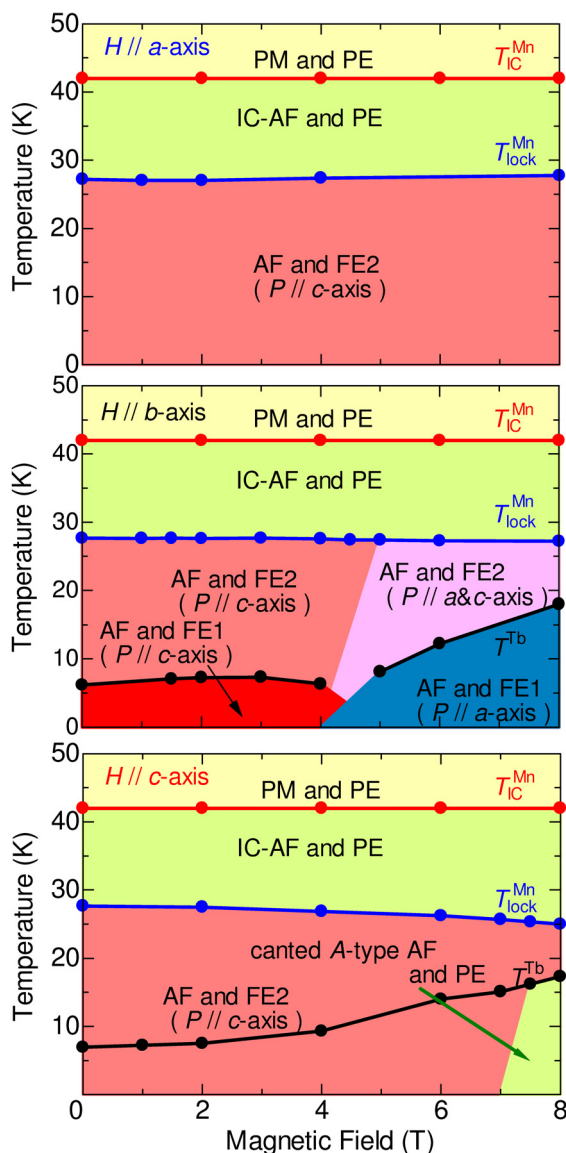 50
H // a-axis
T_IC^Mn
PM and PE
40
IC-AF and PE
30
T_lock^Mn
Temperature (K)
20
AF and FE2
( P // c-axis )
10
0
50
H // b-axis
T_IC^Mn
PM and PE
40
IC-AF and PE
30
T_lock^Mn
Temperature (K)
20
AF and FE2
( P // c-axis )
AF and FE2
( P // a&c-axis )
AF and FE1
( P // c-axis )
T^Tb
10
AF and FE1
( P // a-axis )
0
50
H // c-axis
T_IC^Mn
PM and PE
40
IC-AF and PE
30
T_lock^Mn
Temperature (K)
20
canted A-type AF
and PE
T^Tb
AF and FE2
( P // c-axis )
10
0 2 4 6 8
Magnetic Field (T)